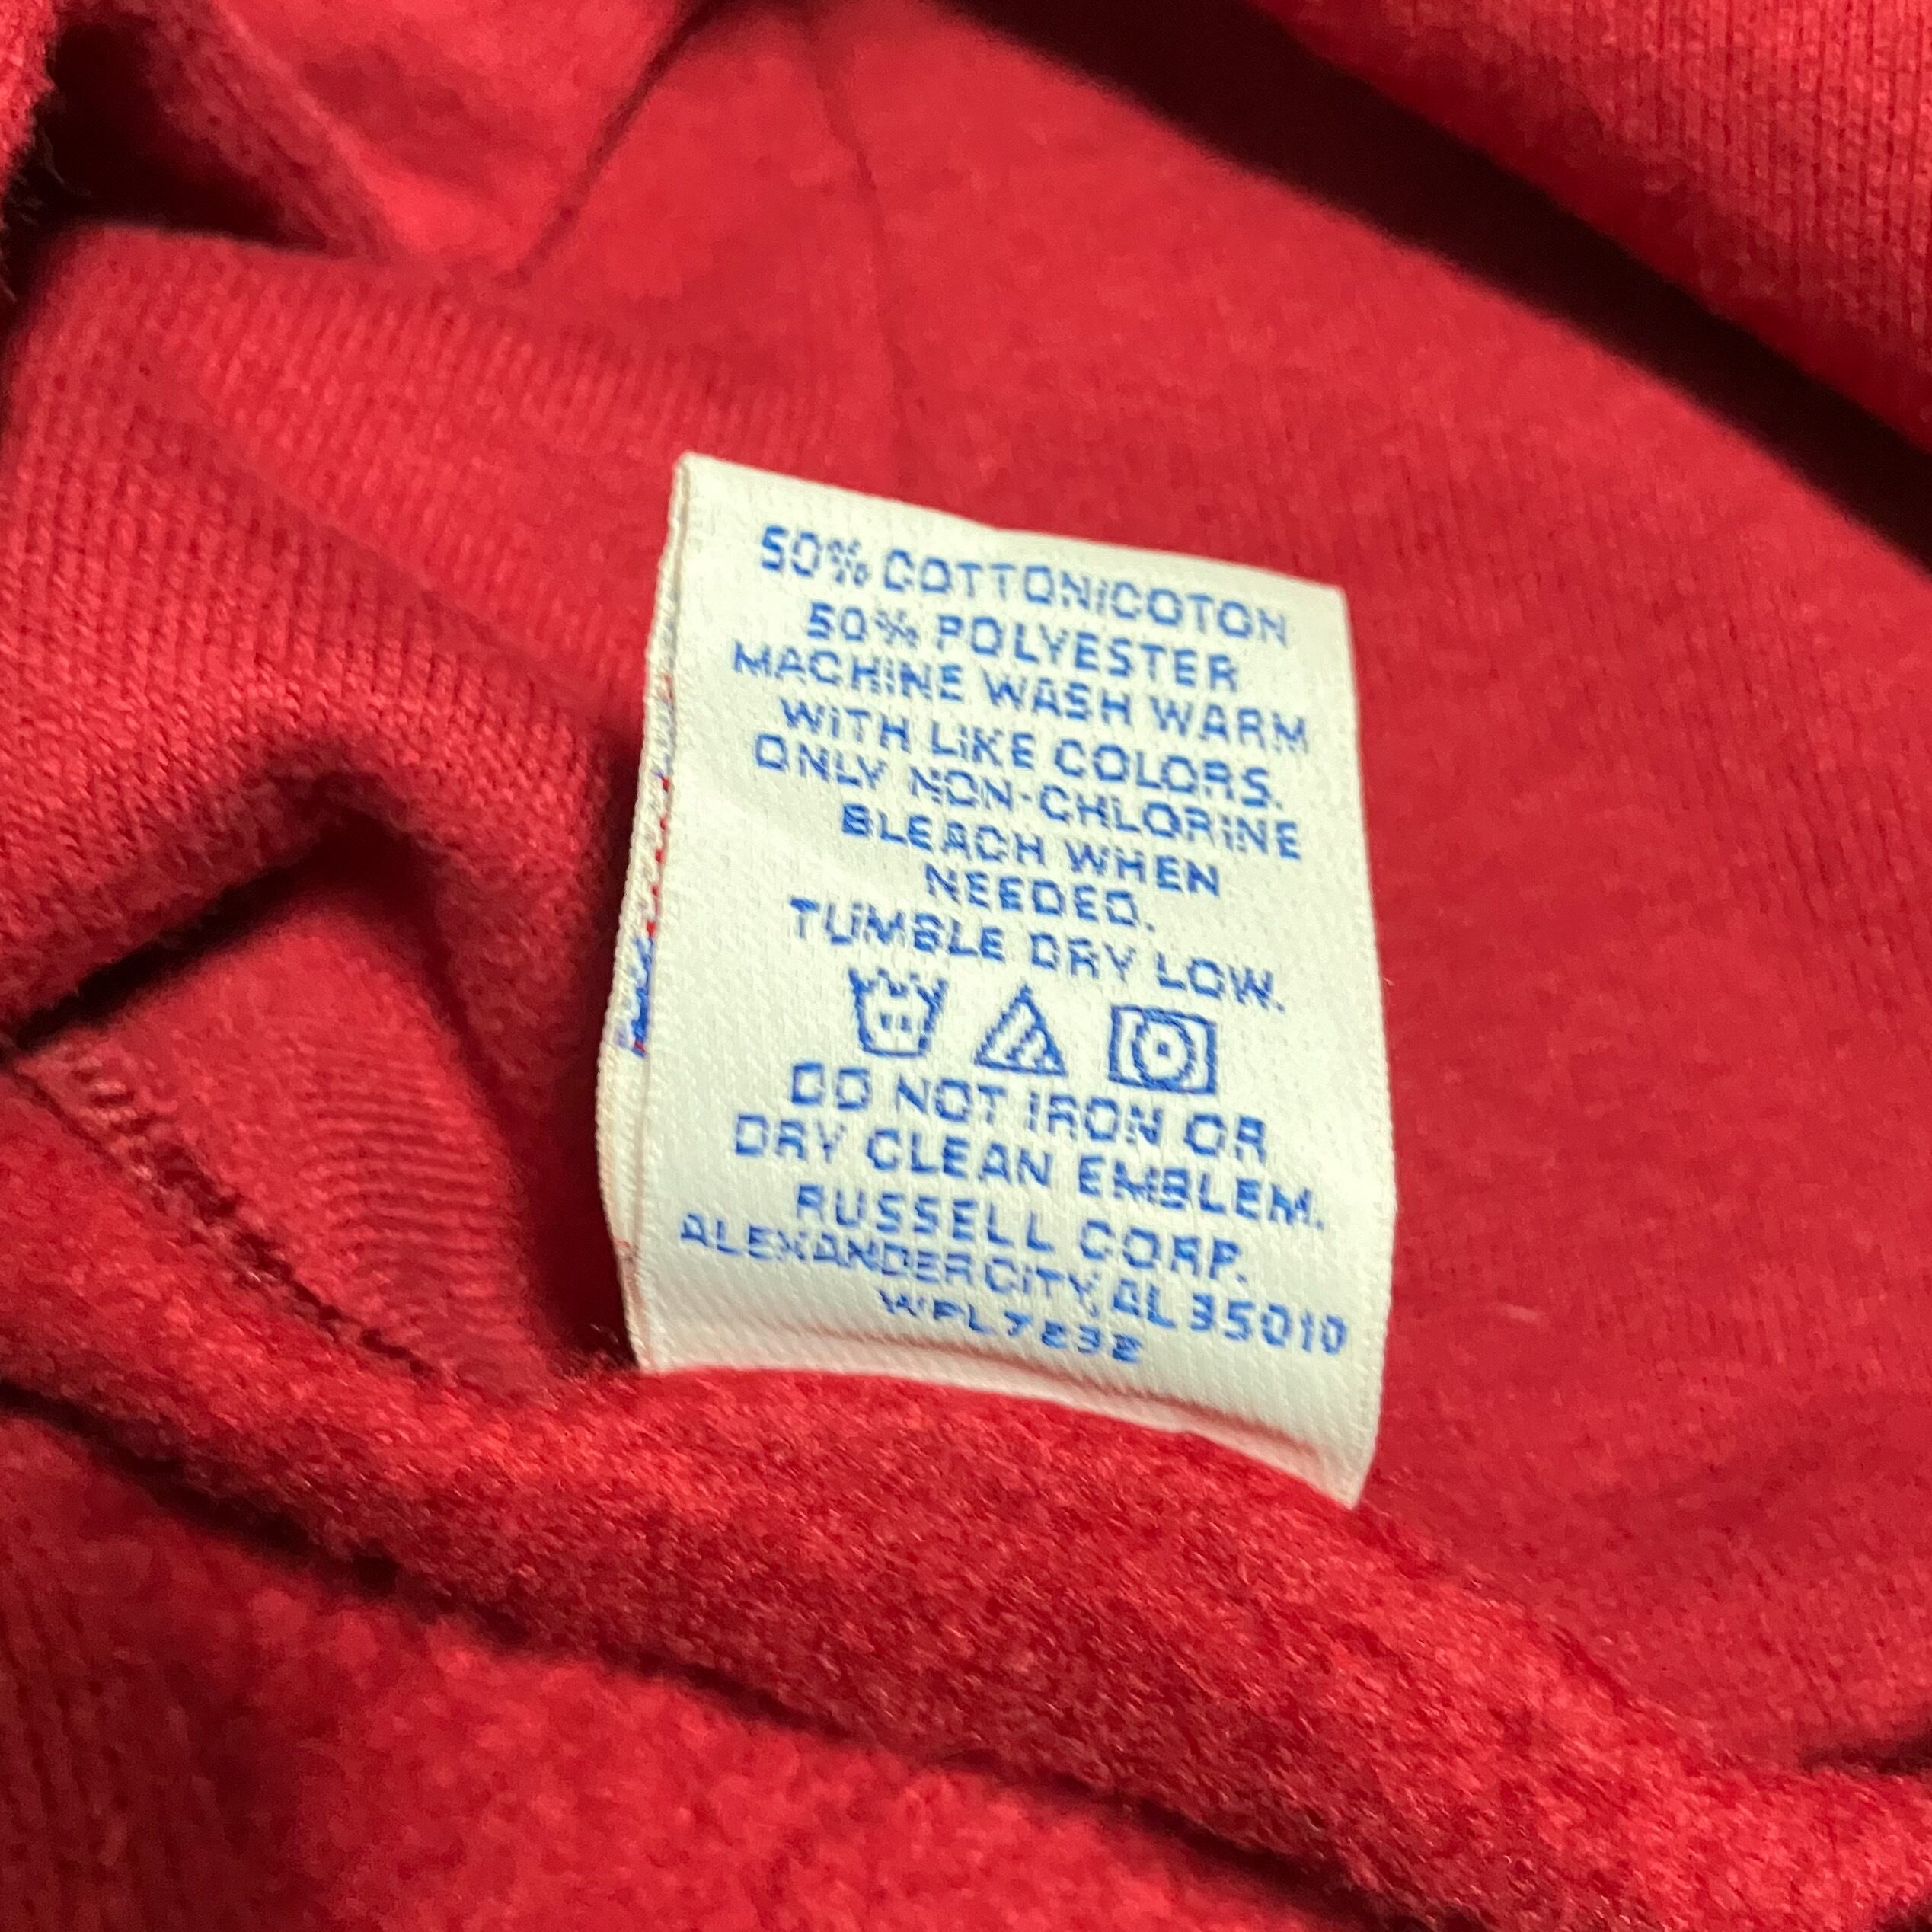 50% COTTON/COTON
50% POLYESTER
MACHINE WASH WARM
WITH LIKE COLORS.
ONLY NON-CHLORINE
BLEACH WHEN
NEEDED.
TUMBLE DRY LOW.
DO NOT IRON OR
DRY CLEAN EMBLEM.
RUSSELL CORP.
ALEXANDER CITY, AL 35010
WPL 7232